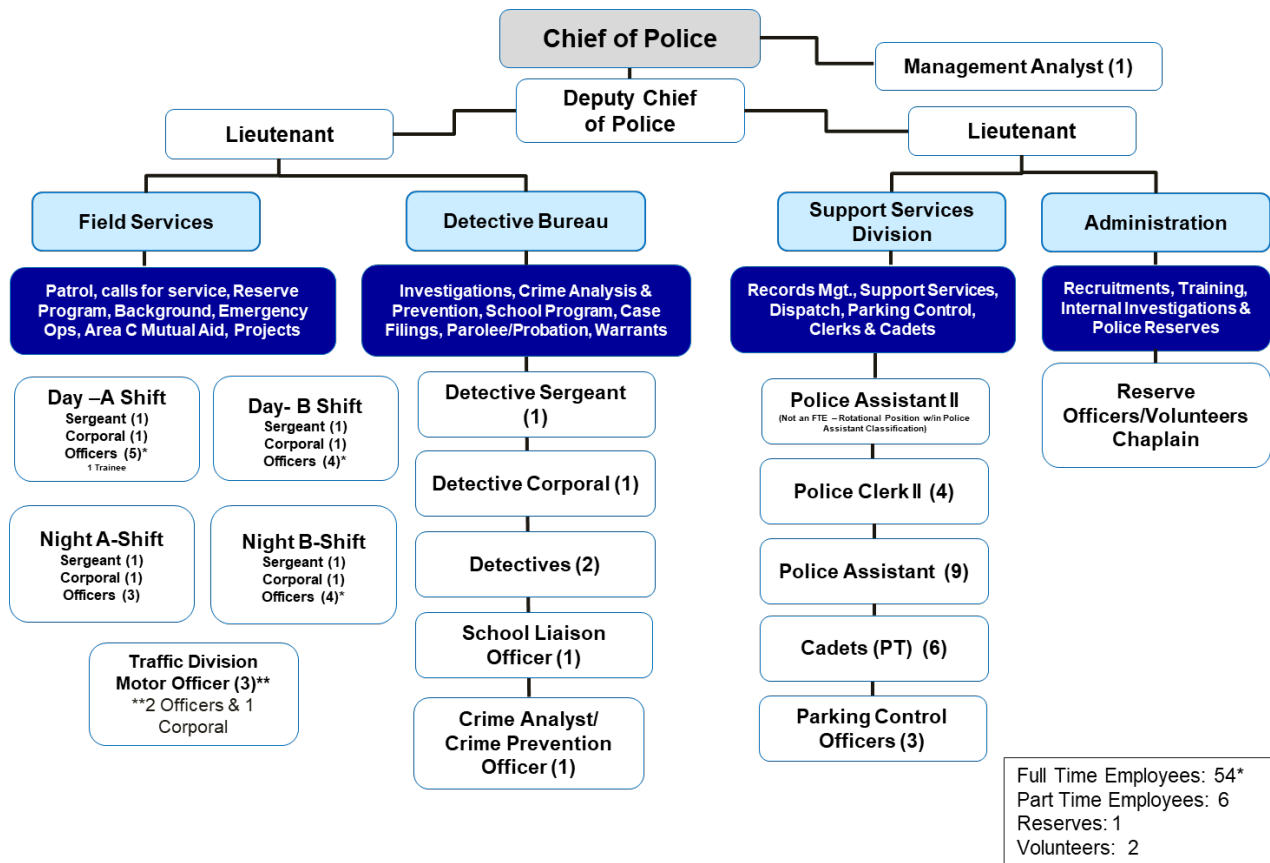 Chief of Police
Management Analyst (1)
Deputy Chief
of Police
Lieutenant
Lieutenant
Field Services
Detective Bureau
Support Services
Division
Administration
Patrol, calls for service, Reserve
Program, Background, Emergency
Ops, Area C Mutual Aid, Projects
Investigations, Crime Analysis &
Prevention, School Program, Case
Filings, Parolee/Probation, Warrants
Records Mgt., Support Services,
Dispatch, Parking Control,
Clerks & Cadets
Recruitments, Training,
Internal Investigations &
Police Reserves
Day –A Shift
Sergeant (1)
Corporal (1)
Officers (5)*
1 Trainee
Day- B Shift
Sergeant (1)
Corporal (1)
Officers (4)*
Night A-Shift
Sergeant (1)
Corporal (1)
Officers (3)
Night B-Shift
Sergeant (1)
Corporal (1)
Officers (4)*
Traffic Division
Motor Officer (3)**
**2 Officers & 1
Corporal
Detective Sergeant
(1)
Detective Corporal (1)
Detectives (2)
School Liaison
Officer (1)
Crime Analyst/
Crime Prevention
Officer (1)
Police Assistant II
(Not an FTE – Rotational Position w/in Police
Assistant Classification)
Police Clerk II (4)
Police Assistant (9)
Cadets (PT) (6)
Parking Control
Officers (3)
Reserve
Officers/Volunteers
Chaplain
Full Time Employees: 54*
Part Time Employees: 6
Reserves: 1
Volunteers: 2